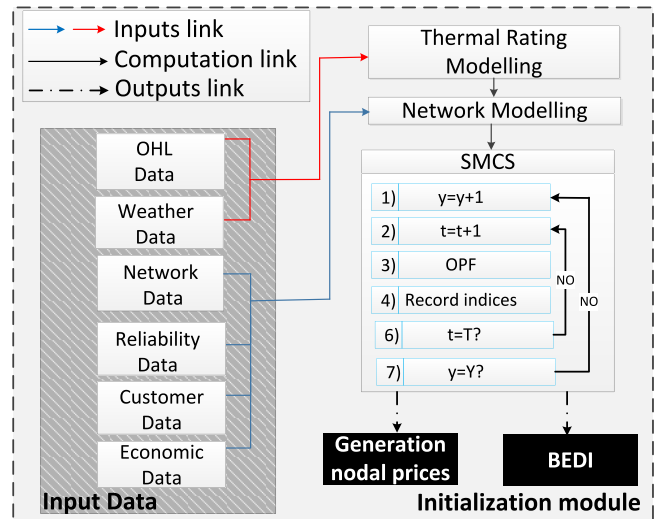 Inputs link
Computation link
Outputs link
Thermal Rating
Modelling
Network Modelling
OHL
Data
Weather
Data
Network
Data
Reliability
Data
Customer
Data
Economic
Data
Input Data
SMCS
1) y=y+1
2) t=t+1
3) OPF
4) Record indices
6) t=T?
7) y=Y?
NO
NO
Generation
nodal prices
BEDI
Initialization module